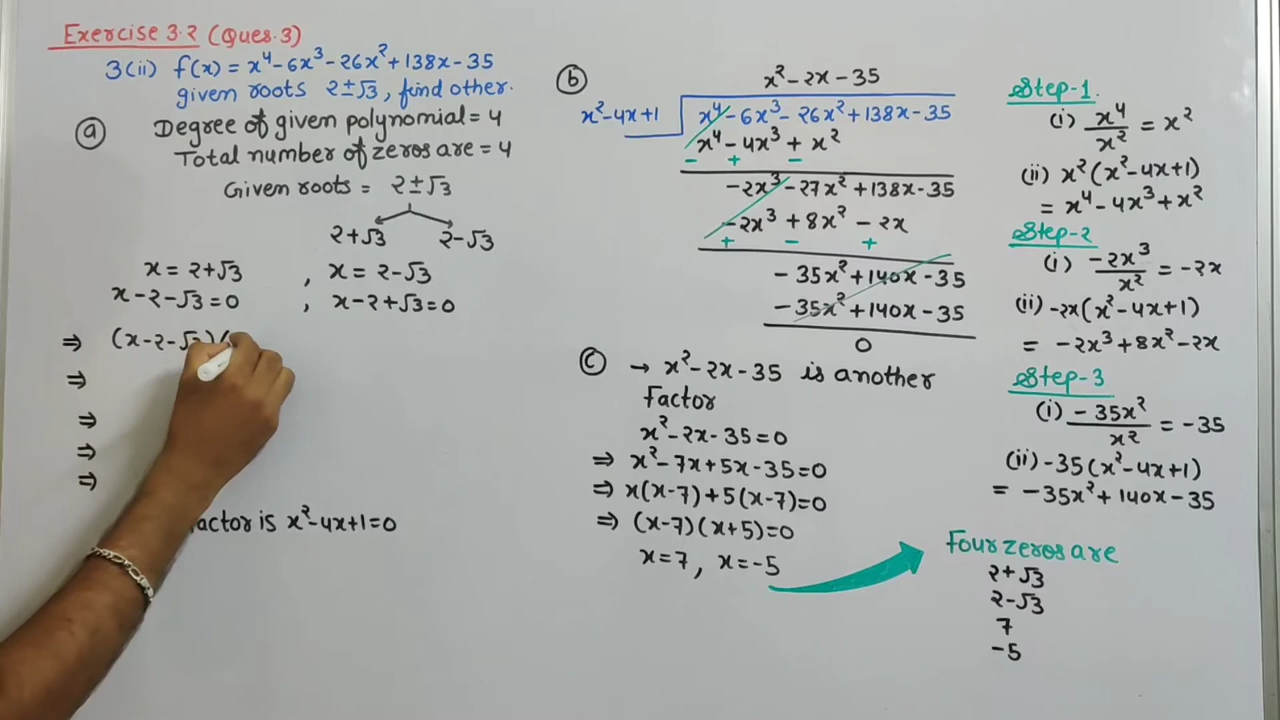 Exercise 3.2 (Ques.3)
3(ii) f(x) = x⁴-6x³-26x²+138x-35
given roots 2±√3, find other.
ⓐ Degree of given polynomial = 4
Total number of zeros are = 4
Given roots = 2±√3
2+√3 2-√3
x = 2+√3 , x = 2-√3
x-2-√3=0 , x-2+√3=0
⇒ (x-2-√3)(
⇒
⇒
⇒
⇒
factor is x²-4x+1=0
ⓑ x²-2x-35
x²-4x+1 x⁴-6x³-26x²+138x-35
x⁴-4x³+x²
- + -
-2x³-27x²+138x-35
-2x³+8x²-2x
+ - +
-35x²+140x-35
-35x²+140x-35
0
ⓒ → x²-2x-35 is another
Factor
x²-2x-35=0
⇒ x²-7x+5x-35=0
⇒ x(x-7)+5(x-7)=0
⇒ (x-7)(x+5)=0
x=7, x=-5
Step-1.
(i) x⁴/x² = x²
(ii) x²(x²-4x+1)
= x⁴-4x³+x²
Step-2
(i) -2x³/x² = -2x
(ii) -2x(x²-4x+1)
= -2x³+8x²-2x
Step-3
(i) -35x²/x² = -35
(ii) -35(x²-4x+1)
= -35x²+140x-35
Four zeros are
2+√3
2-√3
7
-5